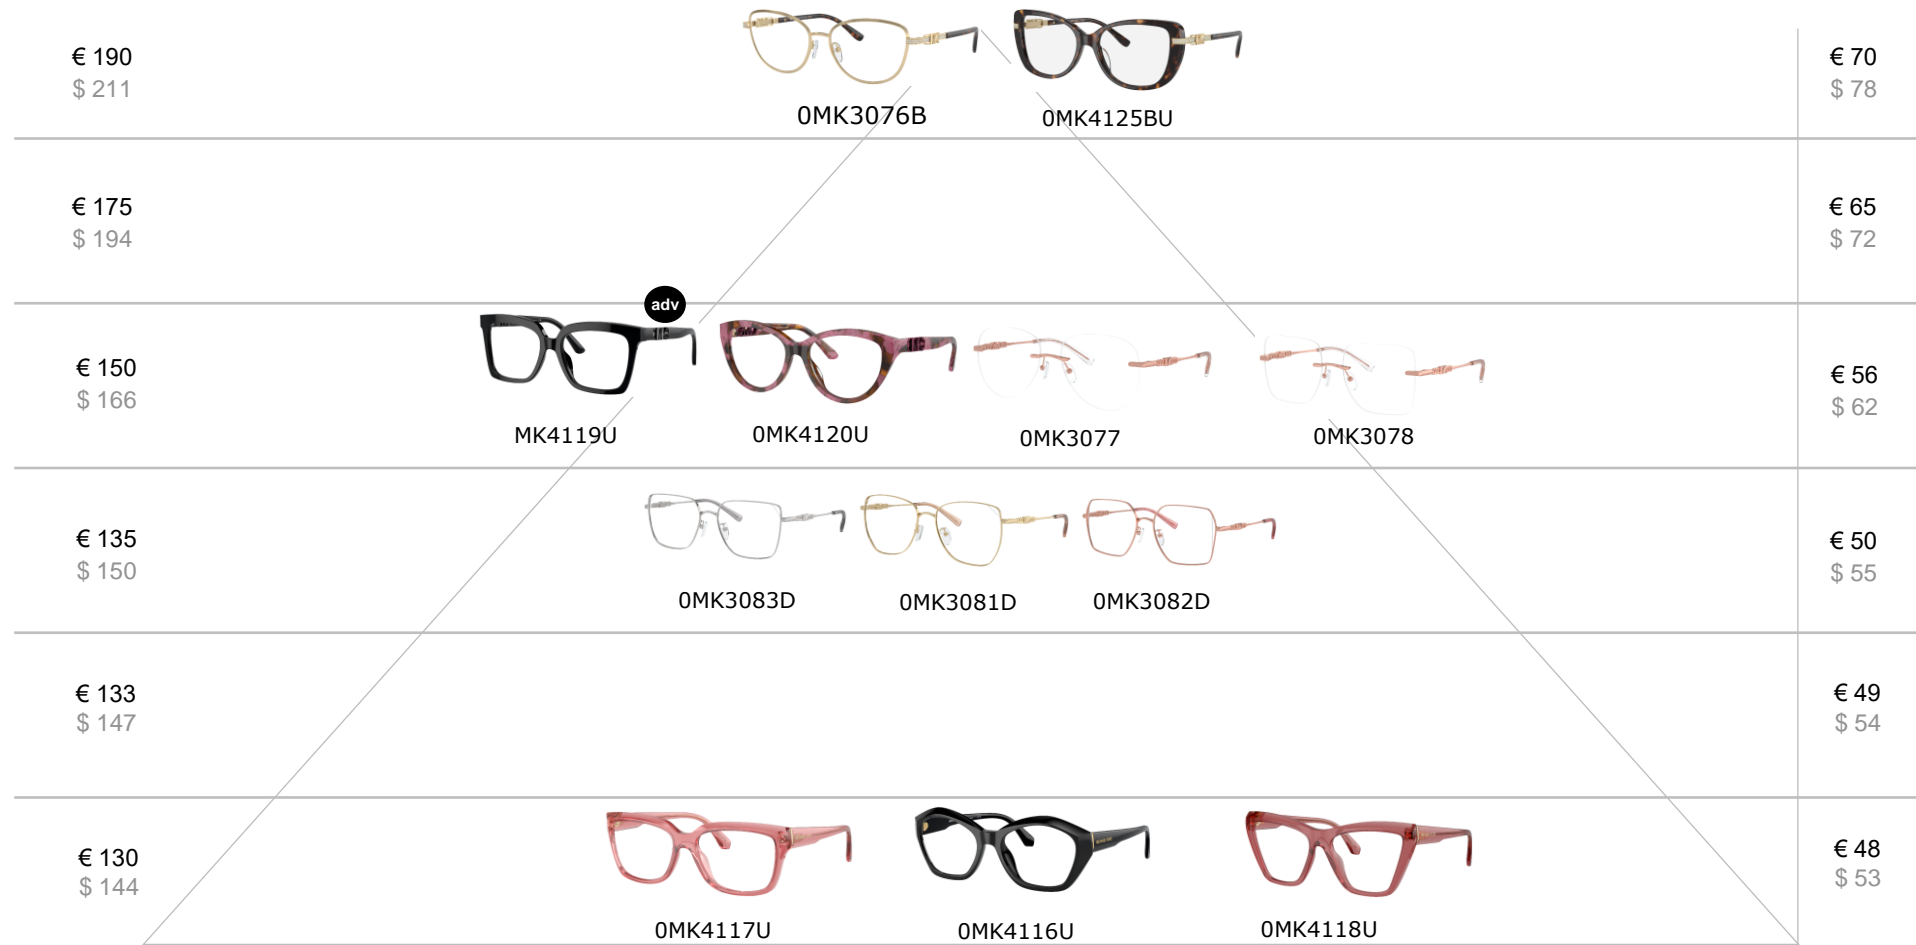 € 190
$ 211
0MK3076B
0MK4125BU
€ 70
$ 78
€ 175
$ 194
€ 65
$ 72
adv
€ 150
$ 166
MK4119U
0MK4120U
0MK3077
0MK3078
€ 56
$ 62
€ 135
$ 150
0MK3083D
0MK3081D
0MK3082D
€ 50
$ 55
€ 133
$ 147
€ 49
$ 54
€ 130
$ 144
0MK4117U
0MK4116U
0MK4118U
€ 48
$ 53